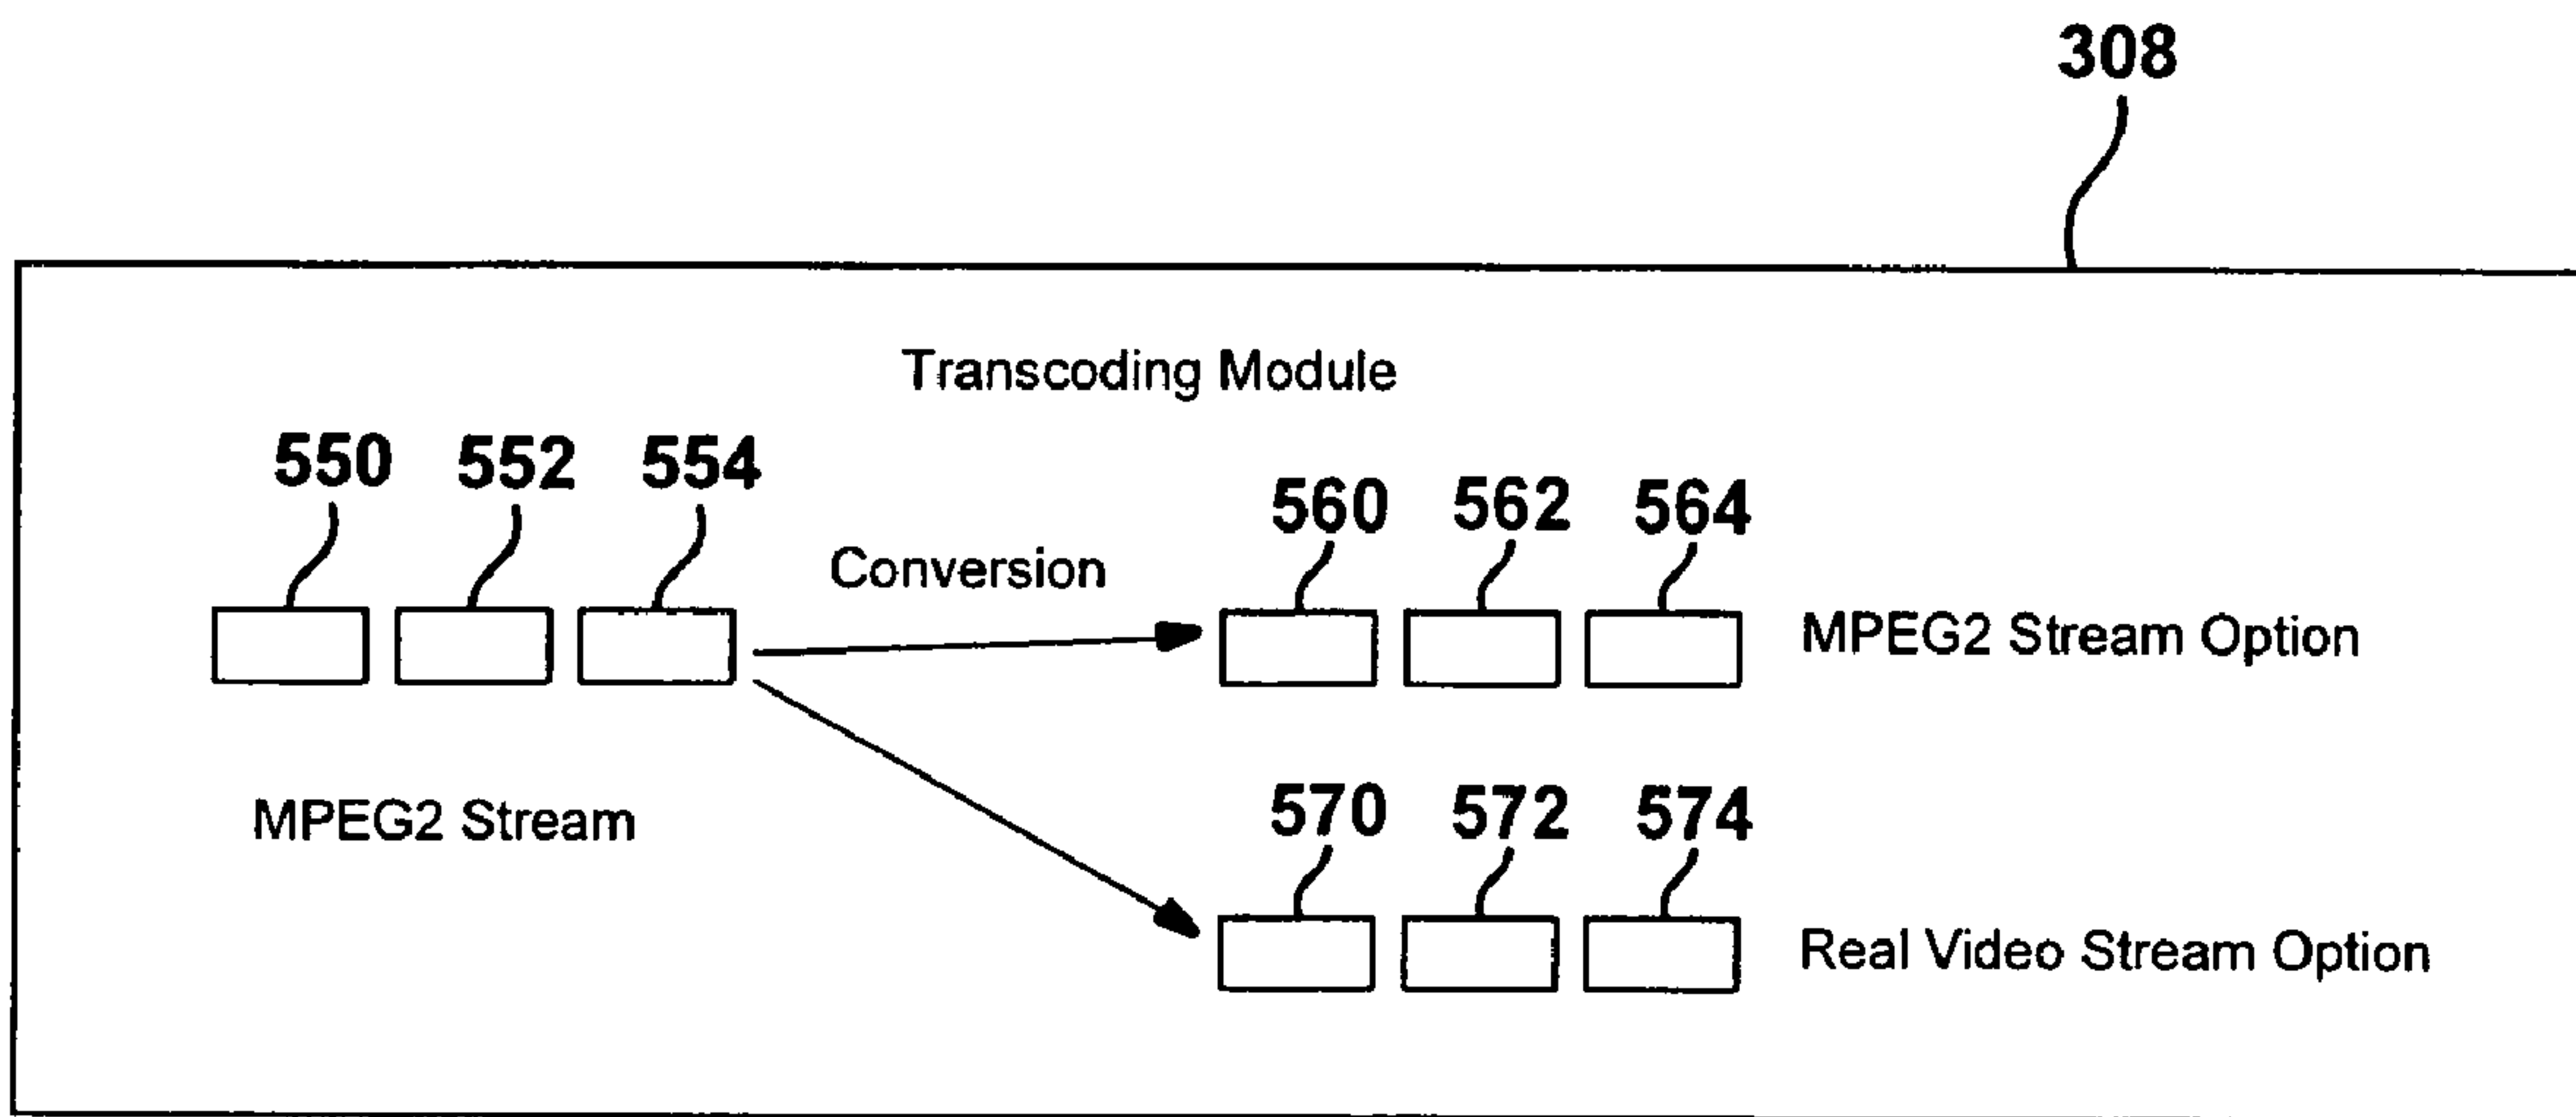 308
Transcoding Module
550 552 554
560 562 564
Conversion
MPEG2 Stream Option
MPEG2 Stream
570 572 574
Real Video Stream Option